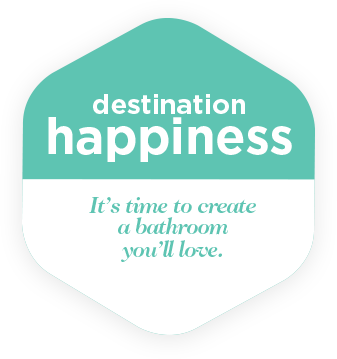 destination
happiness
It's time to create
a bathroom
you'll love.